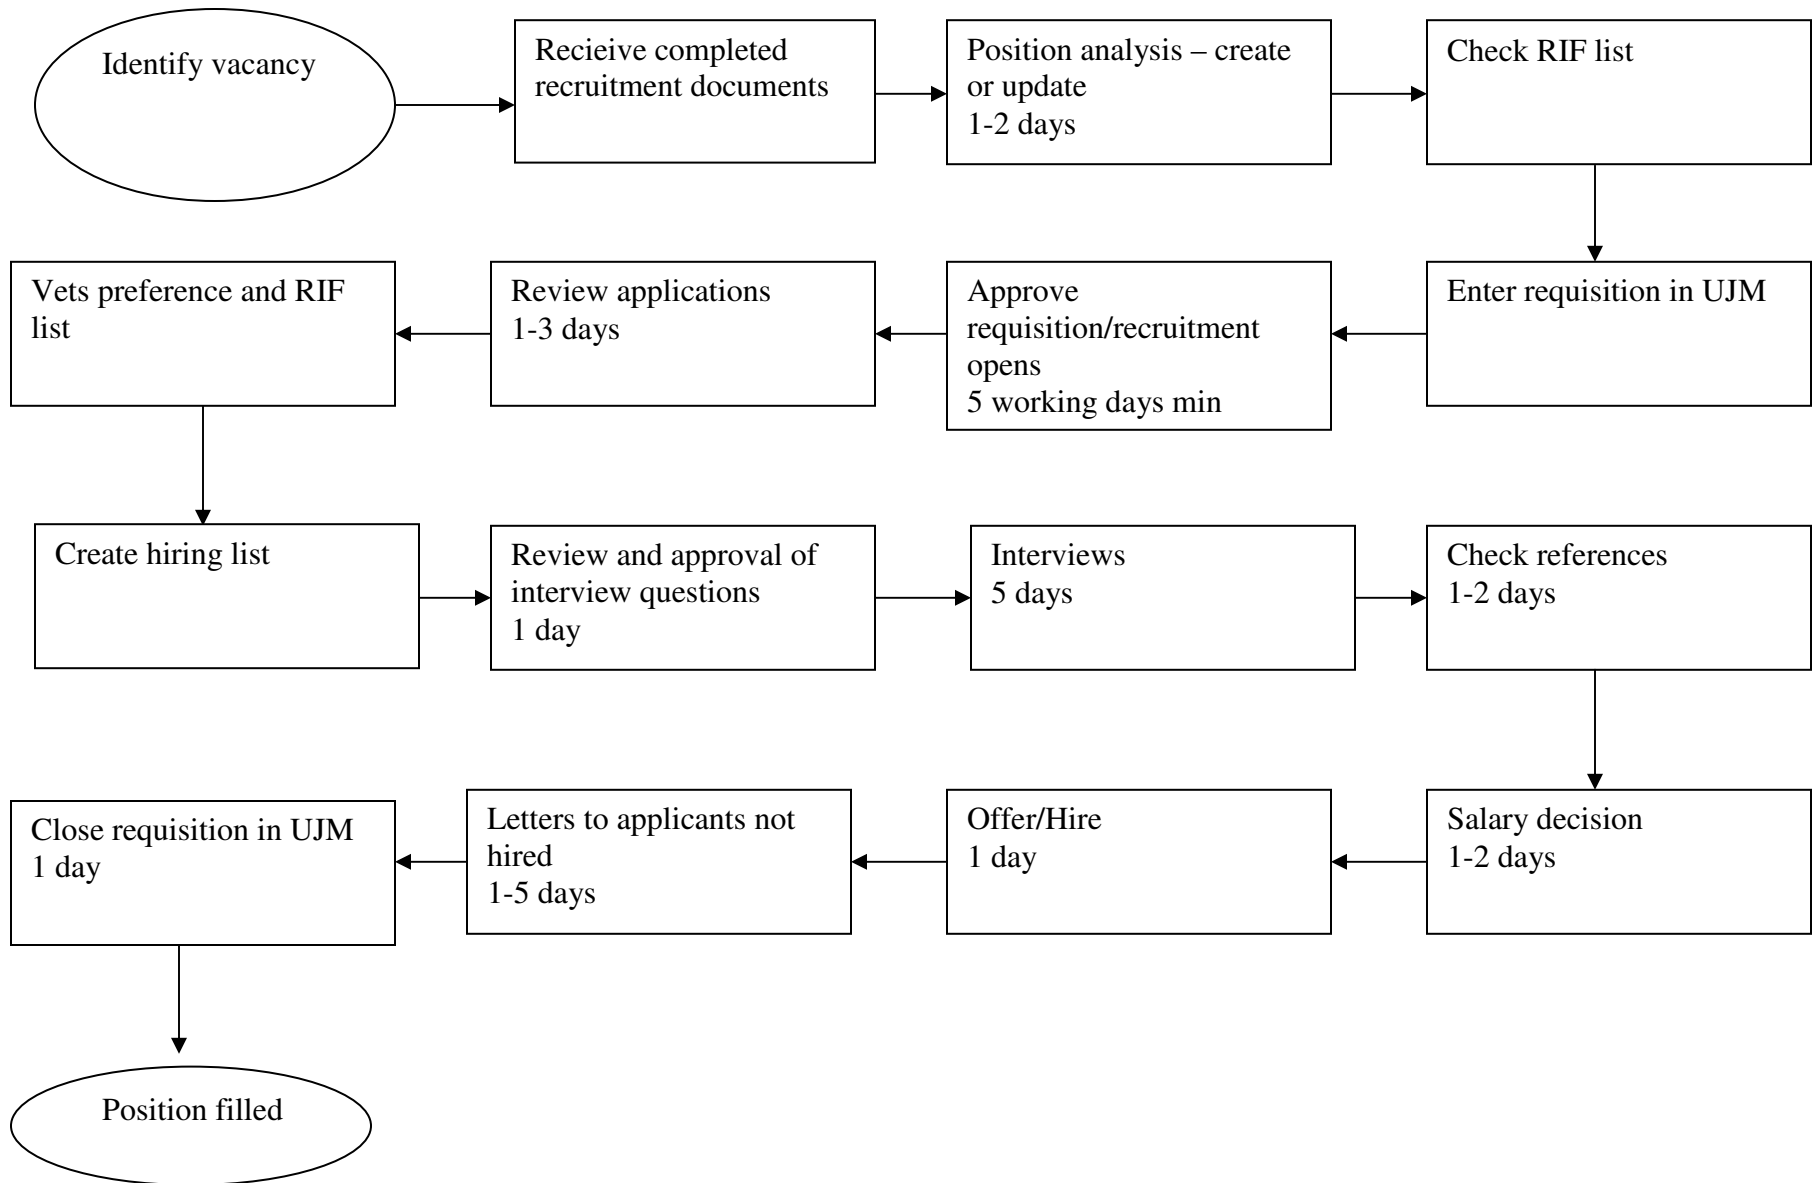 Identify vacancy
Recieive completed
recruitment documents
Position analysis – create
or update
1-2 days
Check RIF list
Enter requisition in UJM
Approve
requisition/recruitment
opens
5 working days min
Review applications
1-3 days
Vets preference and RIF
list
Create hiring list
Review and approval of
interview questions
1 day
Interviews
5 days
Check references
1-2 days
Salary decision
1-2 days
Offer/Hire
1 day
Letters to applicants not
hired
1-5 days
Close requisition in UJM
1 day
Position filled